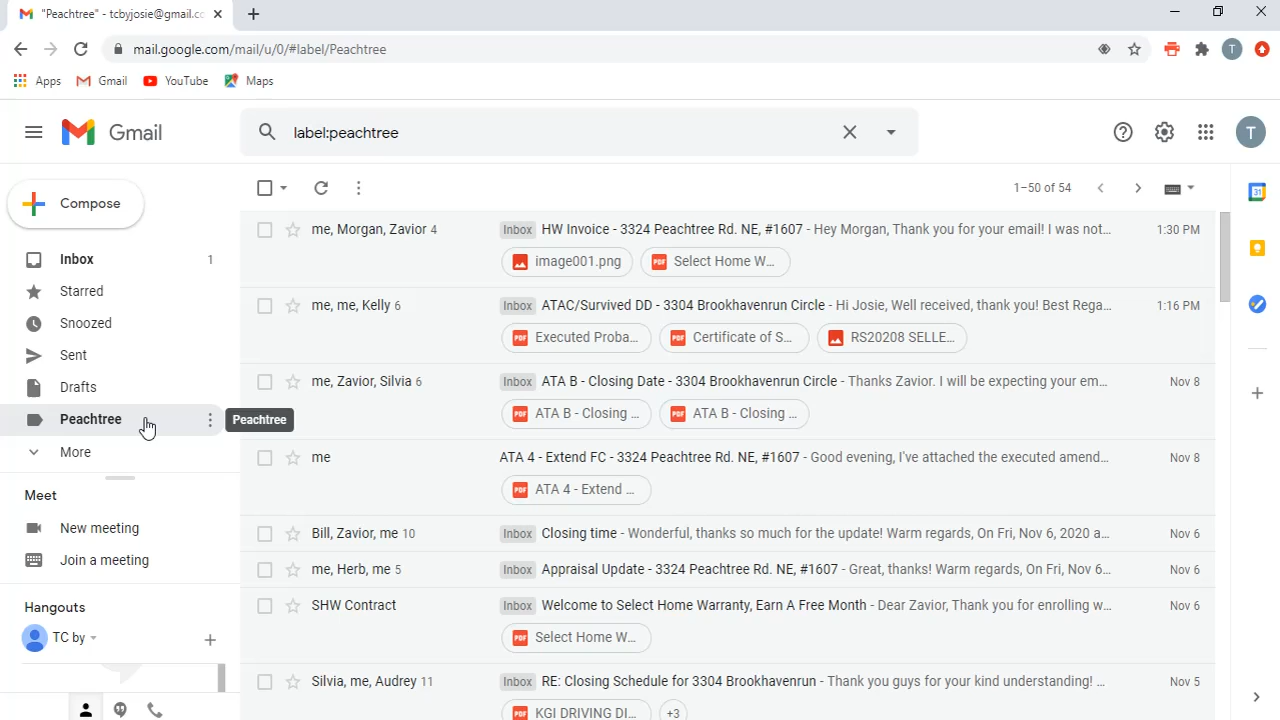 "Peachtree" - tcbyjosie@gmail.co
mail.google.com/mail/u/0/#label/Peachtree
T
Apps Gmail YouTube Maps
Gmail
label:peachtree
T
Compose
1–50 of 54
Inbox 1
Starred
Snoozed
Sent
Drafts
Peachtree
Peachtree
More
Meet
New meeting
Join a meeting
Hangouts
TC by
me, Morgan, Zavior 4 Inbox HW Invoice - 3324 Peachtree Rd. NE, #1607 - Hey Morgan, Thank you for your email! I was not... 1:30 PM
image001.png PDF Select Home W...
me, me, Kelly 6 Inbox ATAC/Survived DD - 3304 Brookhavenrun Circle - Hi Josie, Well received, thank you! Best Rega... 1:16 PM
PDF Executed Proba... PDF Certificate of S... RS20208 SELLE...
me, Zavior, Silvia 6 Inbox ATA B - Closing Date - 3304 Brookhavenrun Circle - Thanks Zavior. I will be expecting your em... Nov 8
PDF ATA B - Closing ... PDF ATA B - Closing ...
me ATA 4 - Extend FC - 3324 Peachtree Rd. NE, #1607 - Good evening, I've attached the executed amend... Nov 8
PDF ATA 4 - Extend ...
Bill, Zavior, me 10 Inbox Closing time - Wonderful, thanks so much for the update! Warm regards, On Fri, Nov 6, 2020 a... Nov 6
me, Herb, me 5 Inbox Appraisal Update - 3324 Peachtree Rd. NE, #1607 - Great, thanks! Warm regards, On Fri, Nov 6... Nov 6
SHW Contract Inbox Welcome to Select Home Warranty, Earn A Free Month - Dear Zavior, Thank you for enrolling w... Nov 6
PDF Select Home W...
Silvia, me, Audrey 11 Inbox RE: Closing Schedule for 3304 Brookhavenrun - Thank you guys for your kind understanding! ... Nov 5
PDF KGI DRIVING DI... +3
31